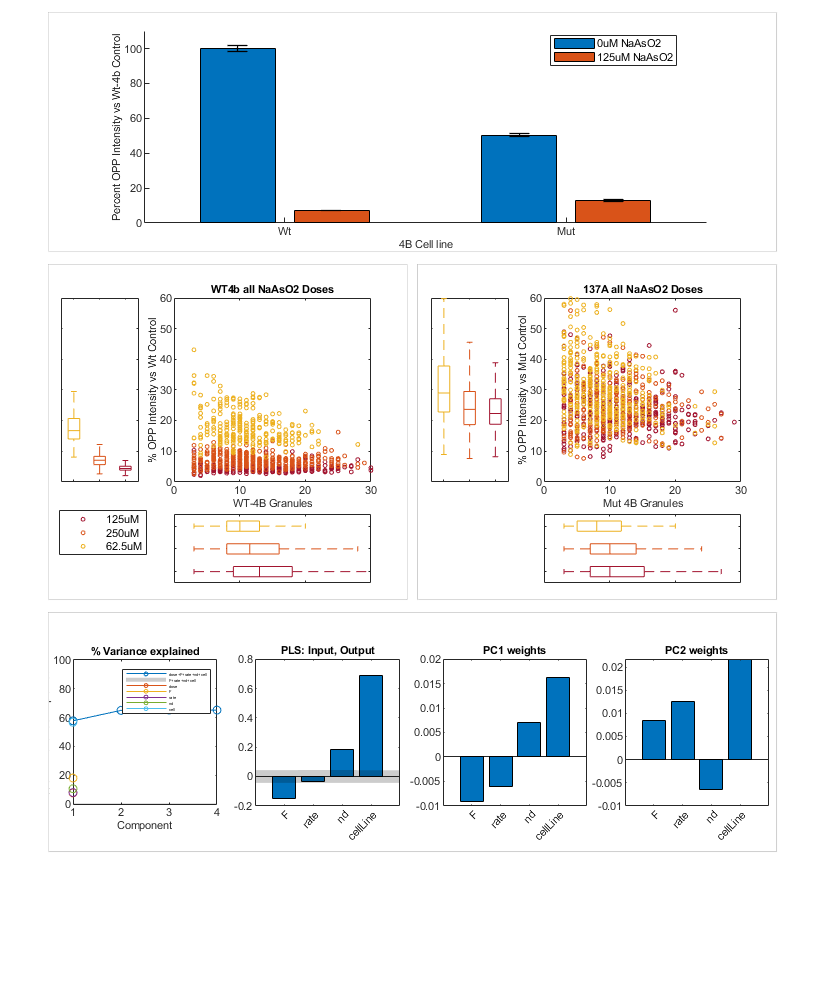 Percent OPP Intensity vs Wt-4b Control
100
80
60
40
20
0
0uM NaAsO2
125uM NaAsO2
Wt
Mut
4B Cell line
WT4b all NaAsO2 Doses
% OPP Intensity vs Wt Control
60
50
40
30
20
10
0
0
10
20
30
WT-4B Granules
125uM
250uM
62.5uM
137A all NaAsO2 Doses
% OPP Intensity vs Mut Control
60
50
40
30
20
10
0
0
10
20
30
Mut 4B Granules
% Variance explained
100
80
60
40
20
0
1
2
3
4
Component
dose
F
rate
nd
cell
PLS: Input, Output
0.8
0.6
0.4
0.2
0
-0.2
F
rate
nd
cellLine
PC1 weights
0.02
0.015
0.01
0.005
0
-0.005
-0.01
F
rate
nd
cellLine
PC2 weights
0.02
0.015
0.01
0.005
0
-0.005
-0.01
F
rate
nd
cellLine